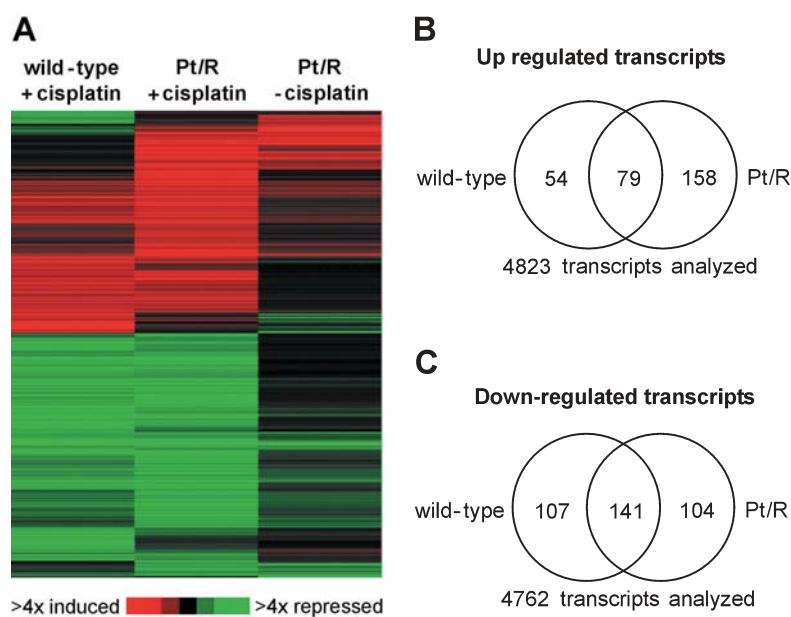 A
wild-type + cisplatin
Pt/R + cisplatin
Pt/R - cisplatin
>4x induced
>4x repressed
B
Up regulated transcripts
wild-type 54 79 158 Pt/R
4823 transcripts analyzed
C
Down-regulated transcripts
wild-type 107 141 104 Pt/R
4762 transcripts analyzed